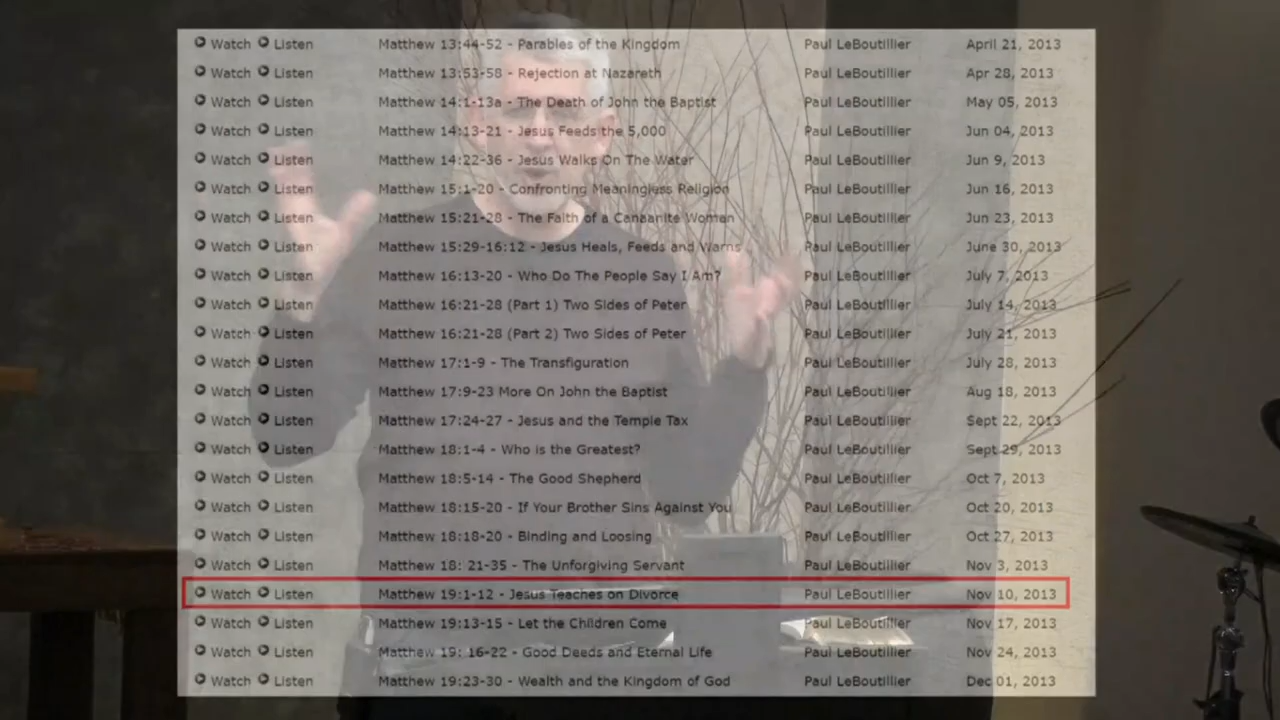 Watch Listen Matthew 13:44-52 - Parables of the Kingdom Paul LeBoutillier April 21, 2013
Watch Listen Matthew 13:53-58 - Rejection at Nazareth Paul LeBoutillier Apr 28, 2013
Watch Listen Matthew 14:1-13a - The Death of John the Baptist Paul LeBoutillier May 05, 2013
Watch Listen Matthew 14:13-21 - Jesus Feeds the 5,000 Paul LeBoutillier Jun 04, 2013
Watch Listen Matthew 14:22-36 - Jesus Walks On The Water Paul LeBoutillier Jun 9, 2013
Watch Listen Matthew 15:1-20 - Confronting Meaningless Religion Paul LeBoutillier Jun 16, 2013
Watch Listen Matthew 15:21-28 - The Faith of a Canaanite Women Paul LeBoutillier Jun 23, 2013
Watch Listen Matthew 15:29-16:12 - Jesus Heals, Feeds and Warns Paul LeBoutillier June 30, 2013
Watch Listen Matthew 16:13-20 - Who Do The People Say I Am? Paul LeBoutillier July 7, 2013
Watch Listen Matthew 16:21-28 (Part 1) Two Sides of Peter Paul LeBoutillier July 14, 2013
Watch Listen Matthew 16:21-28 (Part 2) Two Sides of Peter Paul LeBoutillier July 21, 2013
Watch Listen Matthew 17:1-9 - The Transfiguration Paul LeBoutillier July 28, 2013
Watch Listen Matthew 17:9-23 More On John the Baptist Paul LeBoutillier Aug 18, 2013
Watch Listen Matthew 17:24-27 - Jesus and the Temple Tax Paul LeBoutillier Sept 22, 2013
Watch Listen Matthew 18:1-4 - Who is the Greatest? Paul LeBoutillier Sept 29, 2013
Watch Listen Matthew 18:5-14 - The Good Shepherd Paul LeBoutillier Oct 7, 2013
Watch Listen Matthew 18:15-20 - If Your Brother Sins Against You Paul LeBoutillier Oct 20, 2013
Watch Listen Matthew 18:18-20 - Binding and Loosing Paul LeBoutillier Oct 27, 2013
Watch Listen Matthew 18: 21-35 - The Unforgiving Servant Paul LeBoutillier Nov 3, 2013
Watch Listen Matthew 19:1-12 - Jesus Teaches on Divorce Paul LeBoutillier Nov 10, 2013
Watch Listen Matthew 19:13-15 - Let the Children Come Paul LeBoutillier Nov 17, 2013
Watch Listen Matthew 19: 16-22 - Good Deeds and Eternal Life Paul LeBoutillier Nov 24, 2013
Watch Listen Matthew 19:23-30 - Wealth and the Kingdom of God Paul LeBoutillier Dec 01, 2013